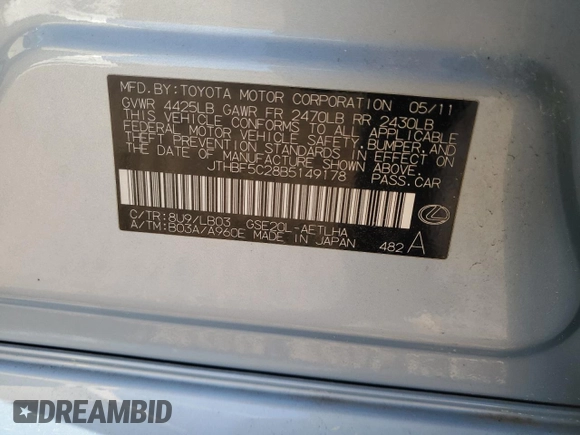 MFD.BY:TOYOTA MOTOR CORPORATION 05/11
GVWR 4425LB GAWR FR 2470LB RR 2430LB
THIS VEHICLE CONFORMS TO ALL APPLICABLE
FEDERAL MOTOR VEHICLE SAFETY,BUMPER,AND
THEFT PREVENTION STANDARDS IN EFFECT ON
THE DATE OF MANUFACTURE SHOWN ABOVE.
JTHBF5C28B5149178 PASS.CAR
C/TR:8U9/LB03 GSE20L-AETLHA
A/TM:B03A/A960E MADE IN JAPAN 482 A
DREAMBID